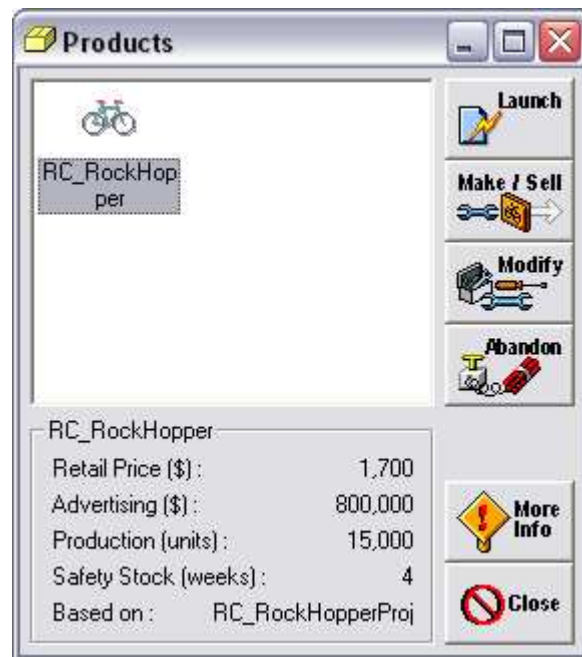 Products
RC_RockHop
per
Launch
Make / Sell
Modify
Abandon
RC_RockHopper
Retail Price ($) : 1,700
Advertising ($) : 800,000
Production (units) : 15,000
Safety Stock (weeks) : 4
Based on : RC_RockHopperProj
More
Info
Close